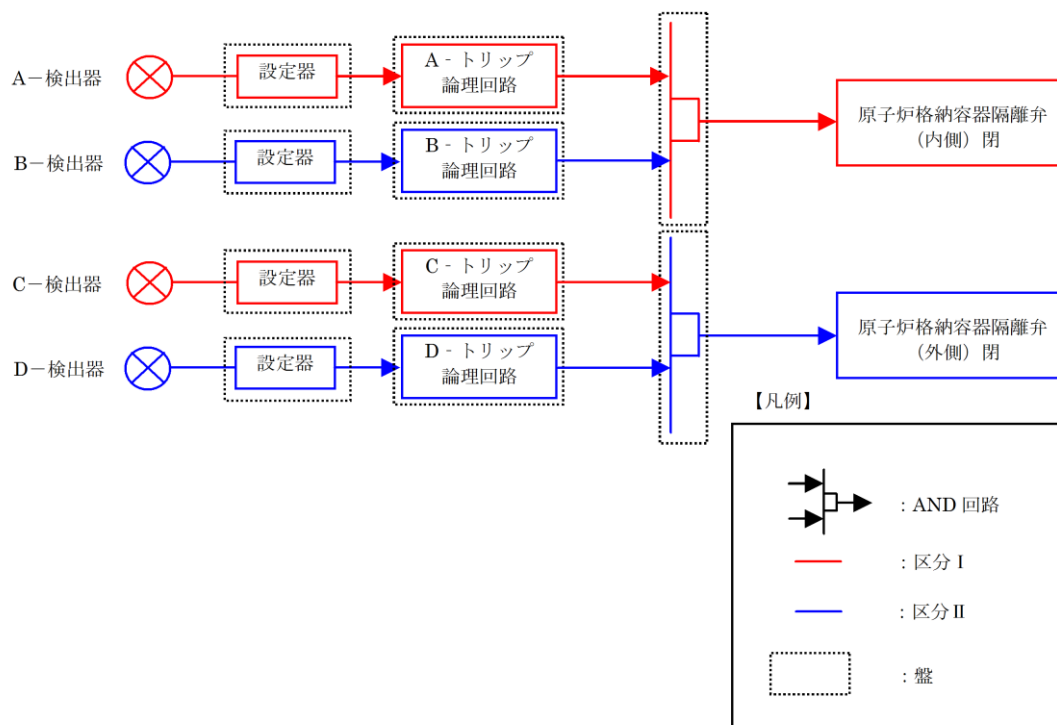 A－検出器
設定器
A - トリップ
論理回路
原子炉格納容器隔離弁
（内側）閉
B－検出器
設定器
B - トリップ
論理回路
C－検出器
設定器
C - トリップ
論理回路
原子炉格納容器隔離弁
（外側）閉
D－検出器
設定器
D - トリップ
論理回路
【凡例】
：AND 回路
：区分 I
：区分 II
：盤